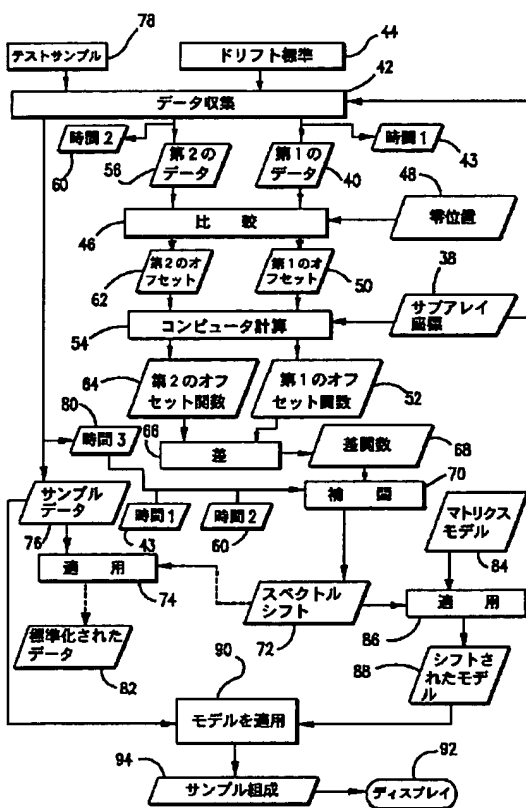 78
テストサンプル
44
ドリフト標準
42
データ収集
時間2
60
第2の
データ
56
第1の
データ
40
時間1
43
48
零位置
比 較
46
第2のオ
フセット
62
第1のオ
フセット
50
38
サブアレイ
座標
コンピュータ計算
54
64
第2のオフ
セット関数
第1のオフ
セット関数
52
80
時間3
66
差
差関数
68
サンプル
データ
76
時間1
43
時間2
60
補 間
70
マトリクス
モデル
84
適 用
74
スペクトル
シフト
72
適 用
86
標準化された
データ
82
90
シフトさ
れたモデ
ル
88
モデルを適用
94
サンプル組成
92
ディスプレイ